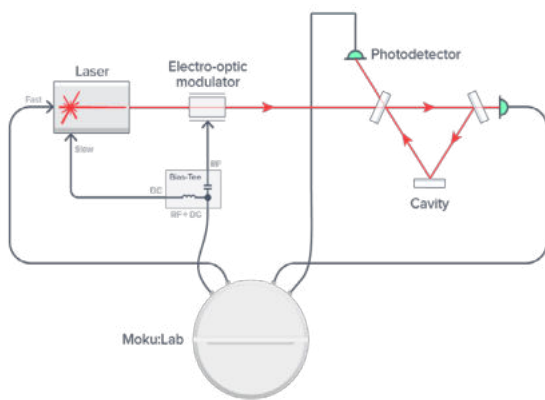 Photodetector
Electro-optic
modulator
Laser
Fast
Slow
RF
Bias-Tee
DC
RF + DC
Cavity
Moku:Lab